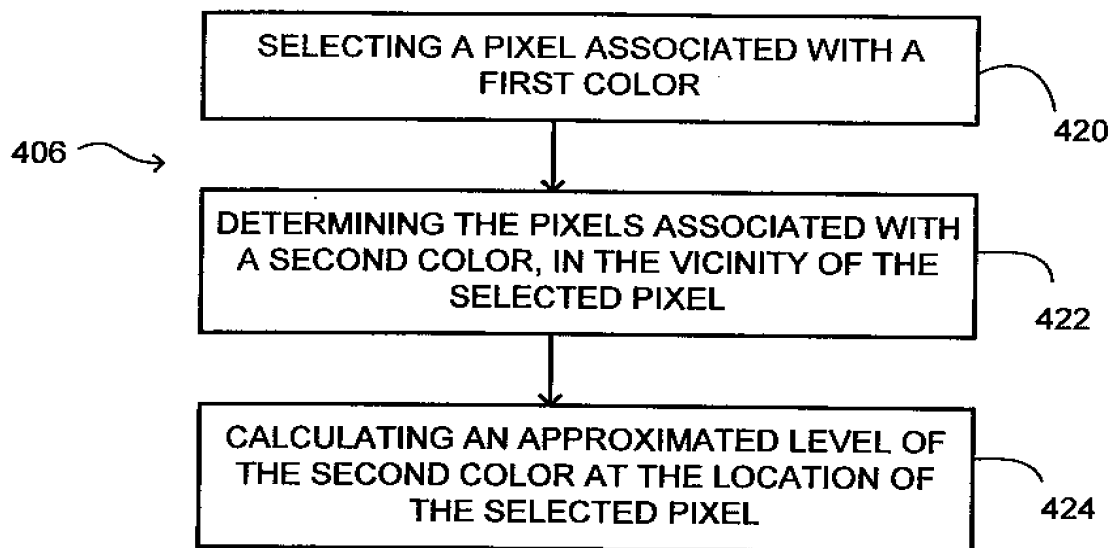 SELECTING A PIXEL ASSOCIATED WITH A
FIRST COLOR
420
406
DETERMINING THE PIXELS ASSOCIATED WITH
A SECOND COLOR, IN THE VICINITY OF THE
SELECTED PIXEL
422
CALCULATING AN APPROXIMATED LEVEL OF
THE SECOND COLOR AT THE LOCATION OF
THE SELECTED PIXEL
424